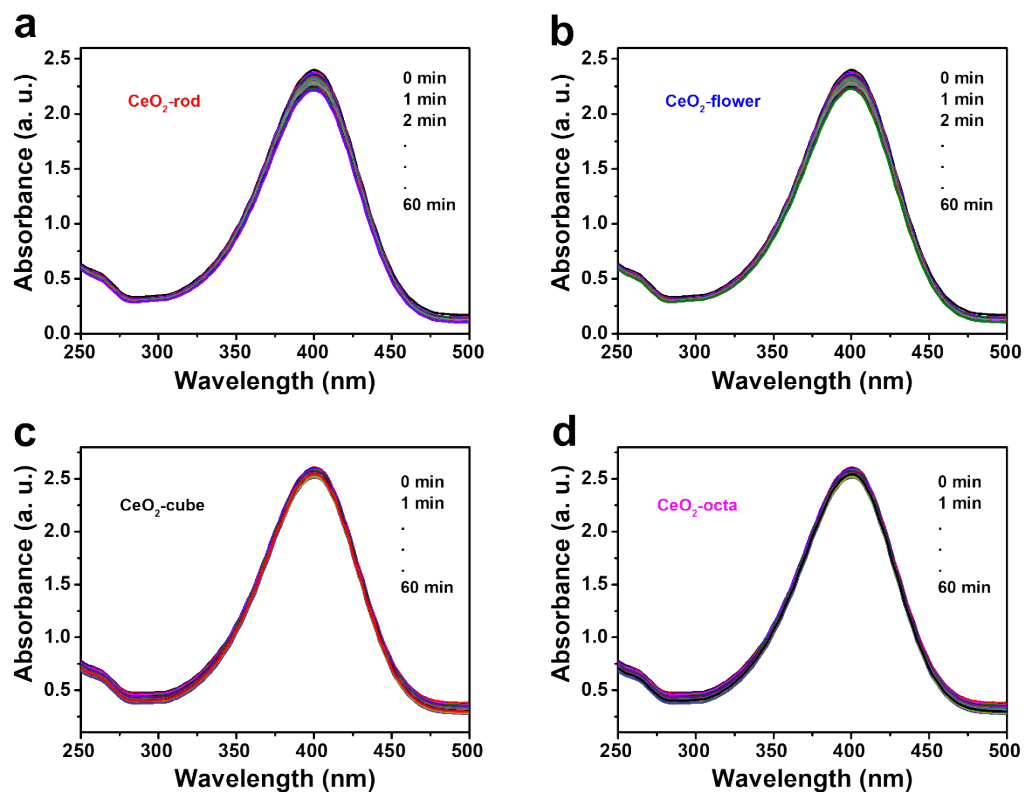 a
2.5
2.0
1.5
1.0
0.5
0.0
Absorbance (a. u.)
CeO2-rod
0 min
1 min
2 min
.
.
.
60 min
250 300 350 400 450 500
Wavelength (nm)
b
2.5
2.0
1.5
1.0
0.5
0.0
Absorbance (a. u.)
CeO2-flower
0 min
1 min
2 min
.
.
.
60 min
250 300 350 400 450 500
Wavelength (nm)
c
2.5
2.0
1.5
1.0
0.5
Absorbance (a. u.)
CeO2-cube
0 min
1 min
.
.
.
60 min
250 300 350 400 450 500
Wavelength (nm)
d
2.5
2.0
1.5
1.0
0.5
Absorbance (a. u.)
CeO2-octa
0 min
1 min
.
.
.
60 min
250 300 350 400 450 500
Wavelength (nm)